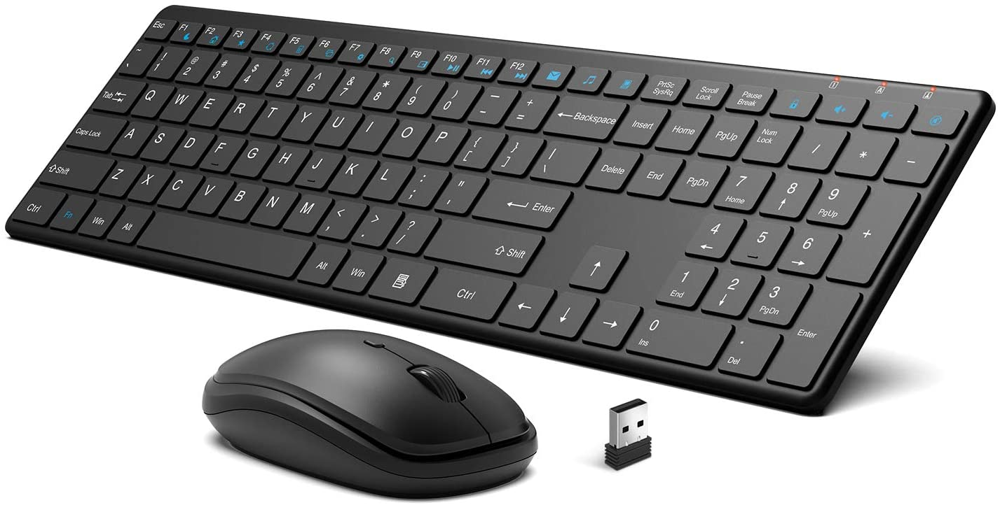 Esc F1 F2 F3 F4 F5 F6 F7 F8 F9 F10 F11 F12 PrtSc SysRq Scroll Lock Pause Break 1 A A
~ ` ! 1 @ 2 # 3 $ 4 % 5 ^ 6 & 7 * 8 ( 9 ) 0 _ - + = ←Backspace Insert Home PgUp Num Lock / * -
Tab Q W E R T Y U I O P { [ } ] | \ Delete End PgDn 7 Home 8 ↑ 9 PgUp +
Caps Lock A S D F G H J K L : ; " ' Enter 4 ← 5 6 →
Shift Z X C V B N M < , > . ? / Shift ↑ 1 End 2 ↓ 3 PgDn Enter
Ctrl Fn Win Alt Alt Win Ctrl ← ↓ → 0 Ins . Del